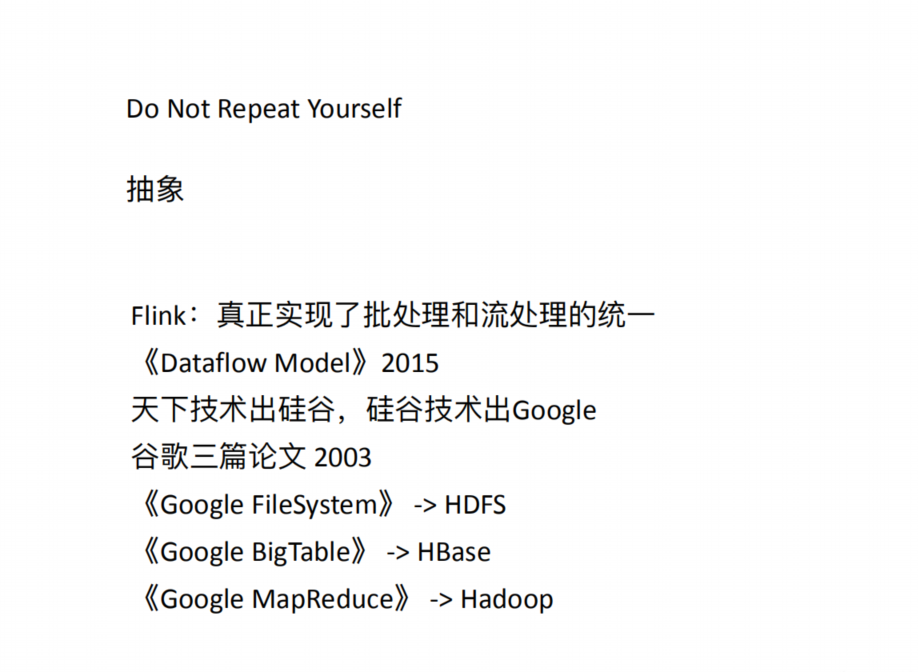 Do Not Repeat Yourself
抽象
Flink： 真正实现了批处理和流处理的统一
《Dataflow Model》2015
天下技术出硅谷，硅谷技术出Google
谷歌三篇论文 2003
《Google FileSystem》 -> HDFS
《Google BigTable》 -> HBase
《Google MapReduce》 -> Hadoop